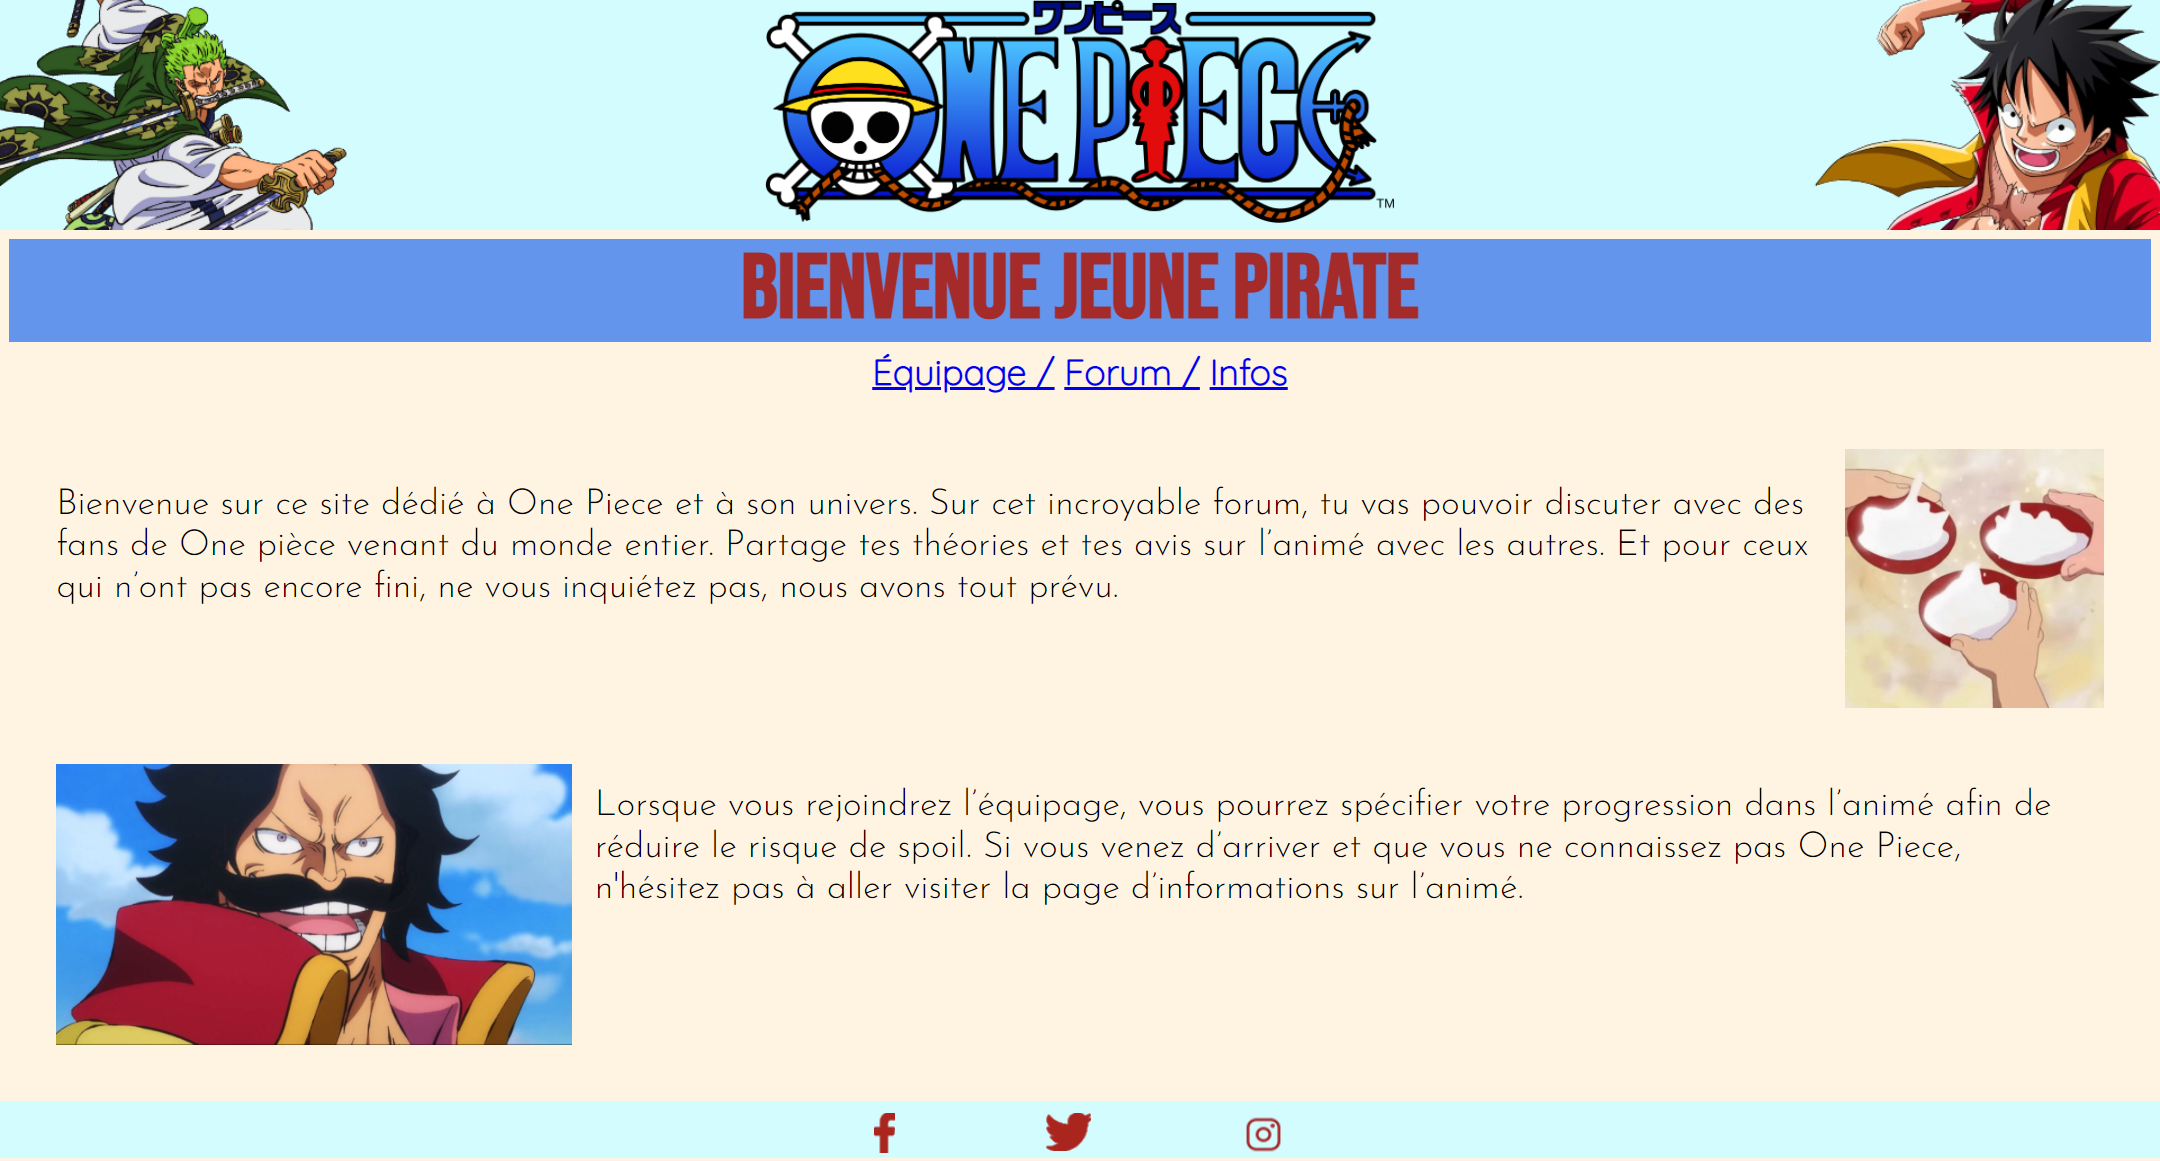 ワンピース
ONE PIECE
TM
BIENVENUE JEUNE PIRATE
Équipage / Forum / Infos
Bienvenue sur ce site dédié à One Piece et à son univers. Sur cet incroyable forum, tu vas pouvoir discuter avec des
fans de One pièce venant du monde entier. Partage tes théories et tes avis sur l’animé avec les autres. Et pour ceux
qui n’ont pas encore fini, ne vous inquiétez pas, nous avons tout prévu.
Lorsque vous rejoindrez l’équipage, vous pourrez spécifier votre progression dans l’animé afin de
réduire le risque de spoil. Si vous venez d’arriver et que vous ne connaissez pas One Piece,
n'hésitez pas à aller visiter la page d’informations sur l’animé.